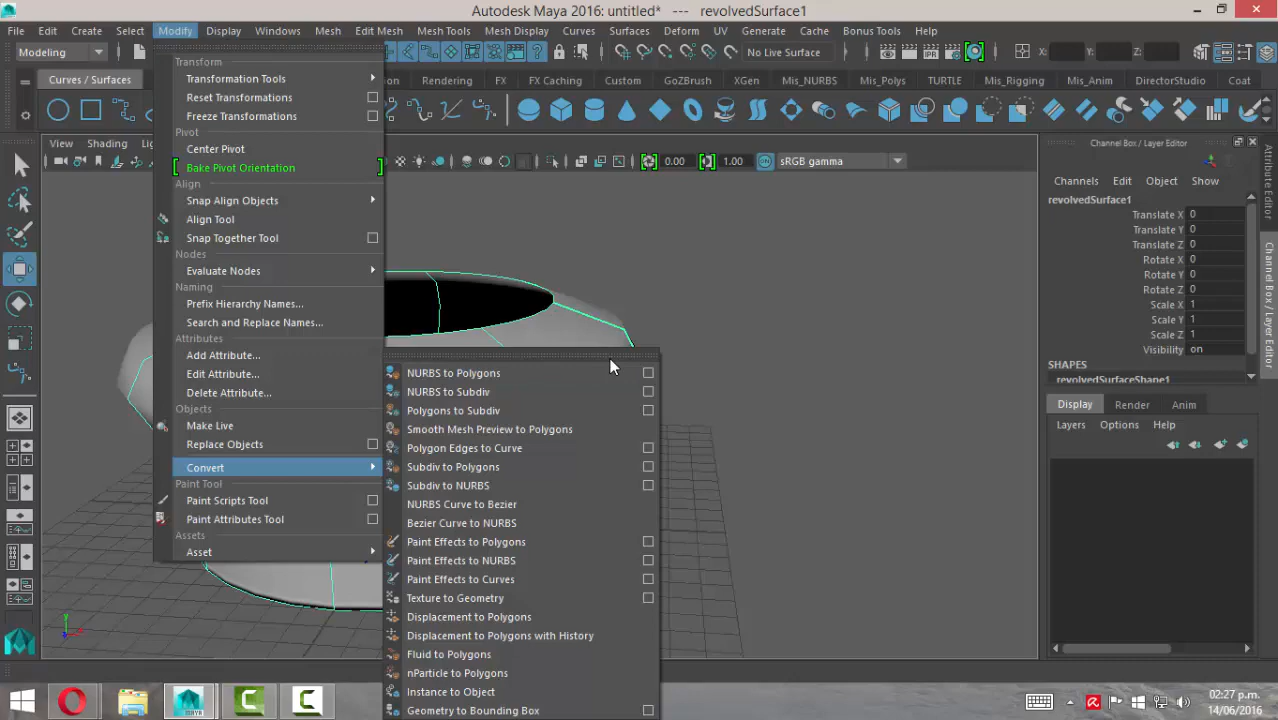 Autodesk Maya 2016: untitled* --- revolvedSurface1
File Edit Create Select Modify Display Windows Mesh Edit Mesh Mesh Tools Mesh Display Curves Surfaces Deform UV Generate Cache Bonus Tools Help
Modeling
No Live Surface
X: Y: Z:
Curves / Surfaces
Rendering FX FX Caching Custom GoZBrush XGen Mis_NURBS Mis_Polys TURTLE Mis_Rigging Mis_Anim DirectorStudio Coat
View Shading
0.00 1.00 sRGB gamma
Transform
Transformation Tools
Reset Transformations
Freeze Transformations
Pivot
Center Pivot
Bake Pivot Orientation
Align
Snap Align Objects
Align Tool
Snap Together Tool
Nodes
Evaluate Nodes
Naming
Prefix Hierarchy Names...
Search and Replace Names...
Attributes
Add Attribute...
Edit Attribute...
Delete Attribute...
Objects
Make Live
Replace Objects
Convert
Paint Tool
Paint Scripts Tool
Paint Attributes Tool
Assets
Asset
NURBS to Polygons
NURBS to Subdiv
Polygons to Subdiv
Smooth Mesh Preview to Polygons
Polygon Edges to Curve
Subdiv to Polygons
Subdiv to NURBS
NURBS Curve to Bezier
Bezier Curve to NURBS
Paint Effects to Polygons
Paint Effects to NURBS
Paint Effects to Curves
Texture to Geometry
Displacement to Polygons
Displacement to Polygons with History
Fluid to Polygons
nParticle to Polygons
Instance to Object
Geometry to Bounding Box
Channel Box / Layer Editor
Channels Edit Object Show
revolvedSurface1
Translate X 0
Translate Y 0
Translate Z 0
Rotate X 0
Rotate Y 0
Rotate Z 0
Scale X 1
Scale Y 1
Scale Z 1
Visibility on
SHAPES
revolvedSurfaceShape1
Display Render Anim
Layers Options Help
Attribute Editor
Channel Box / Layer Editor
y
MAYA
02:27 p.m.
14/06/2016